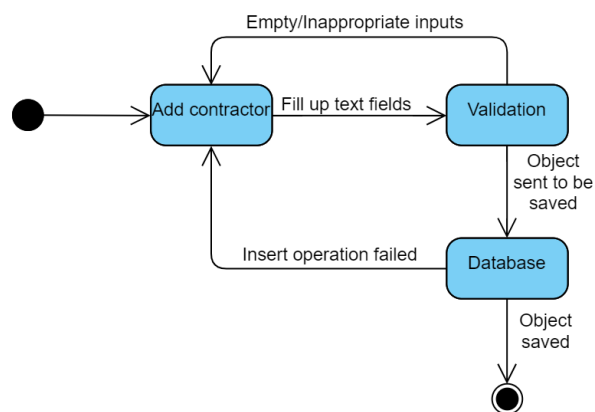 Empty/Inappropriate inputs
Add contractor
Fill up text fields
Validation
Object
sent to be
saved
Insert operation failed
Database
Object
saved